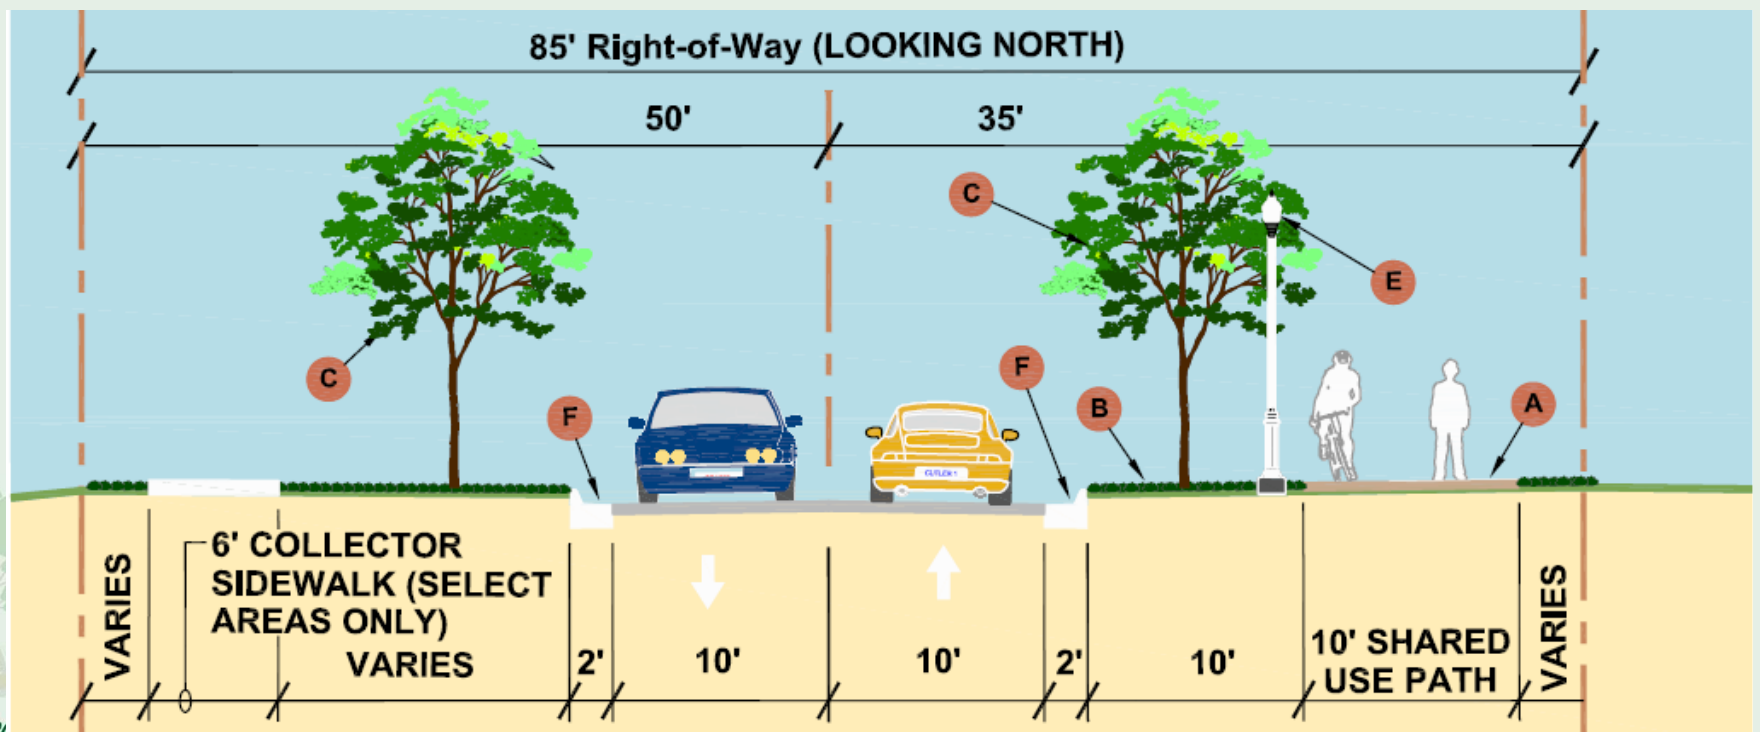 85' Right-of-Way (LOOKING NORTH)
50'
35'
C
E
C
F
F
B
A
VARIES
6' COLLECTOR
SIDEWALK (SELECT
AREAS ONLY)
VARIES
2'
10'
10'
2'
10'
10' SHARED
USE PATH
VARIES